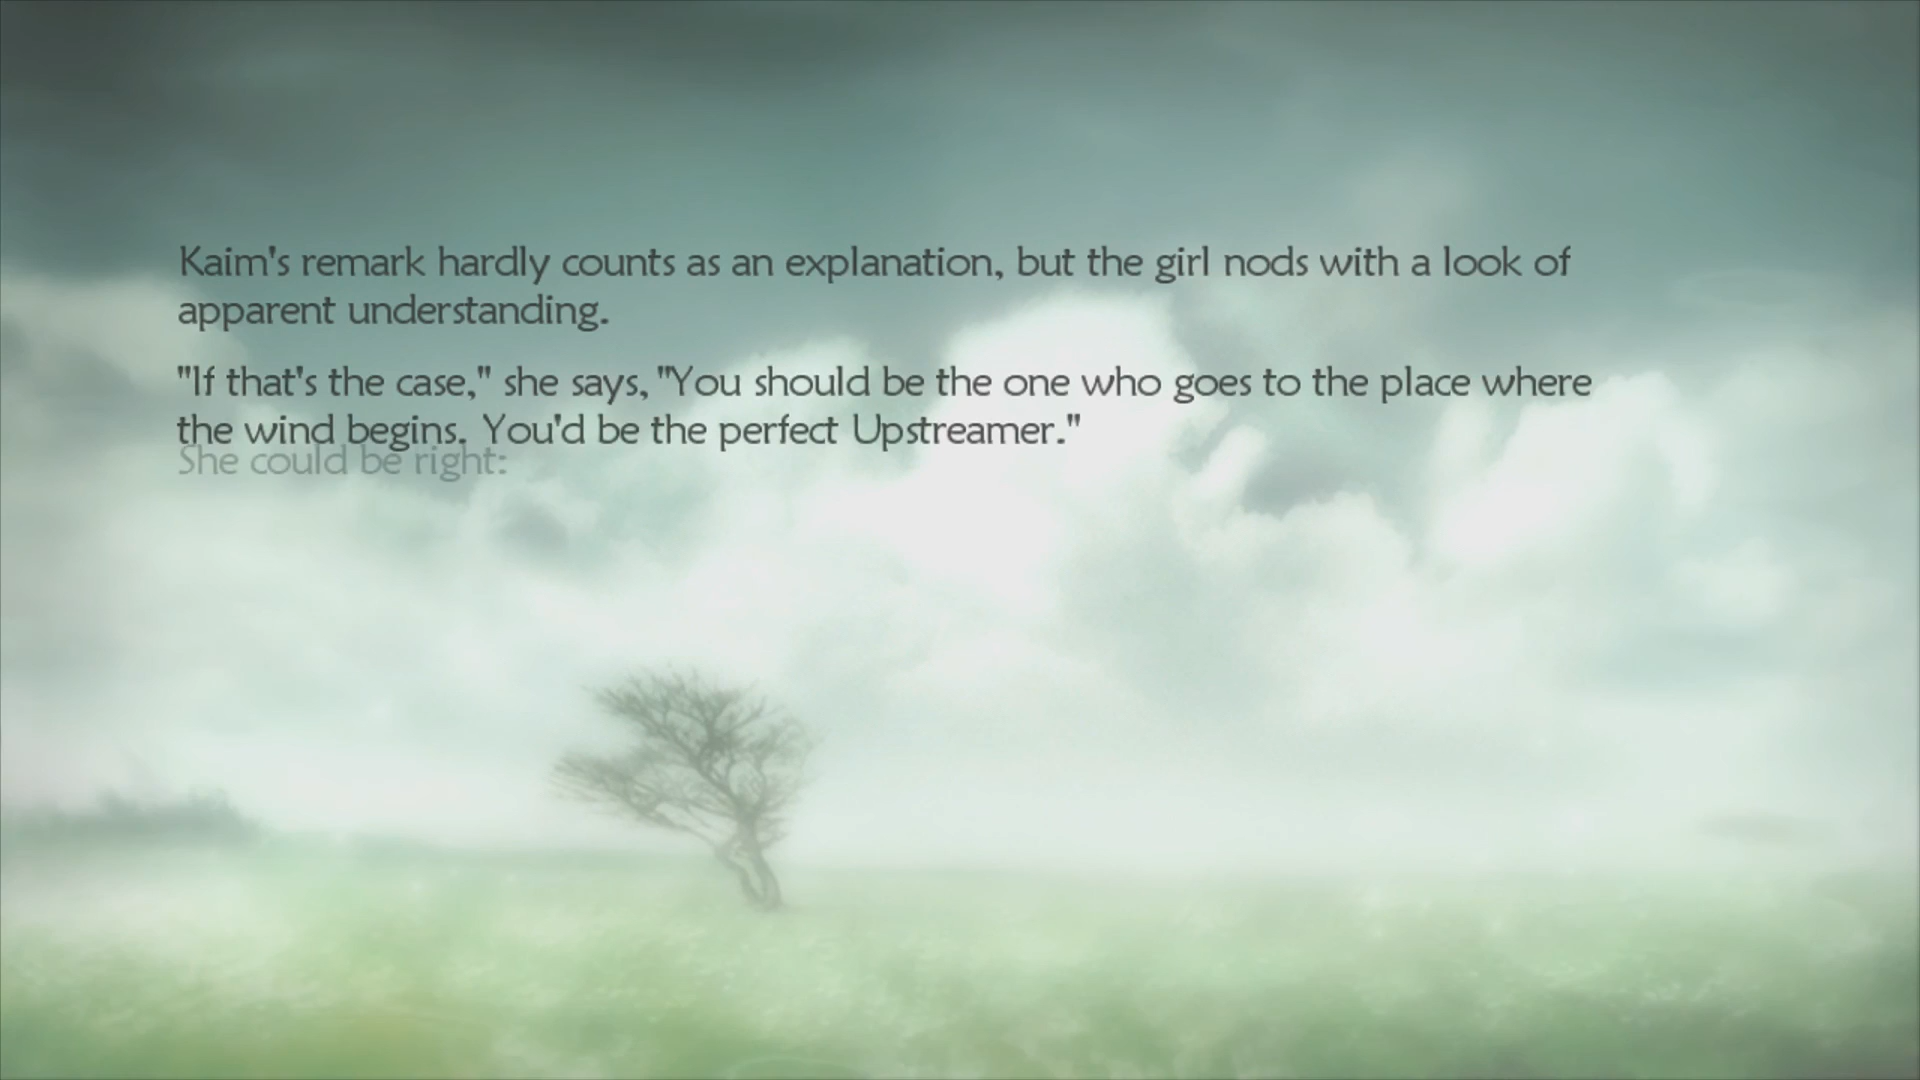 Kaim's remark hardly counts as an explanation, but the girl nods with a look of
apparent understanding.
"If that's the case," she says, "You should be the one who goes to the place where
the wind begins. You'd be the perfect Upstreamer."
She could be right: